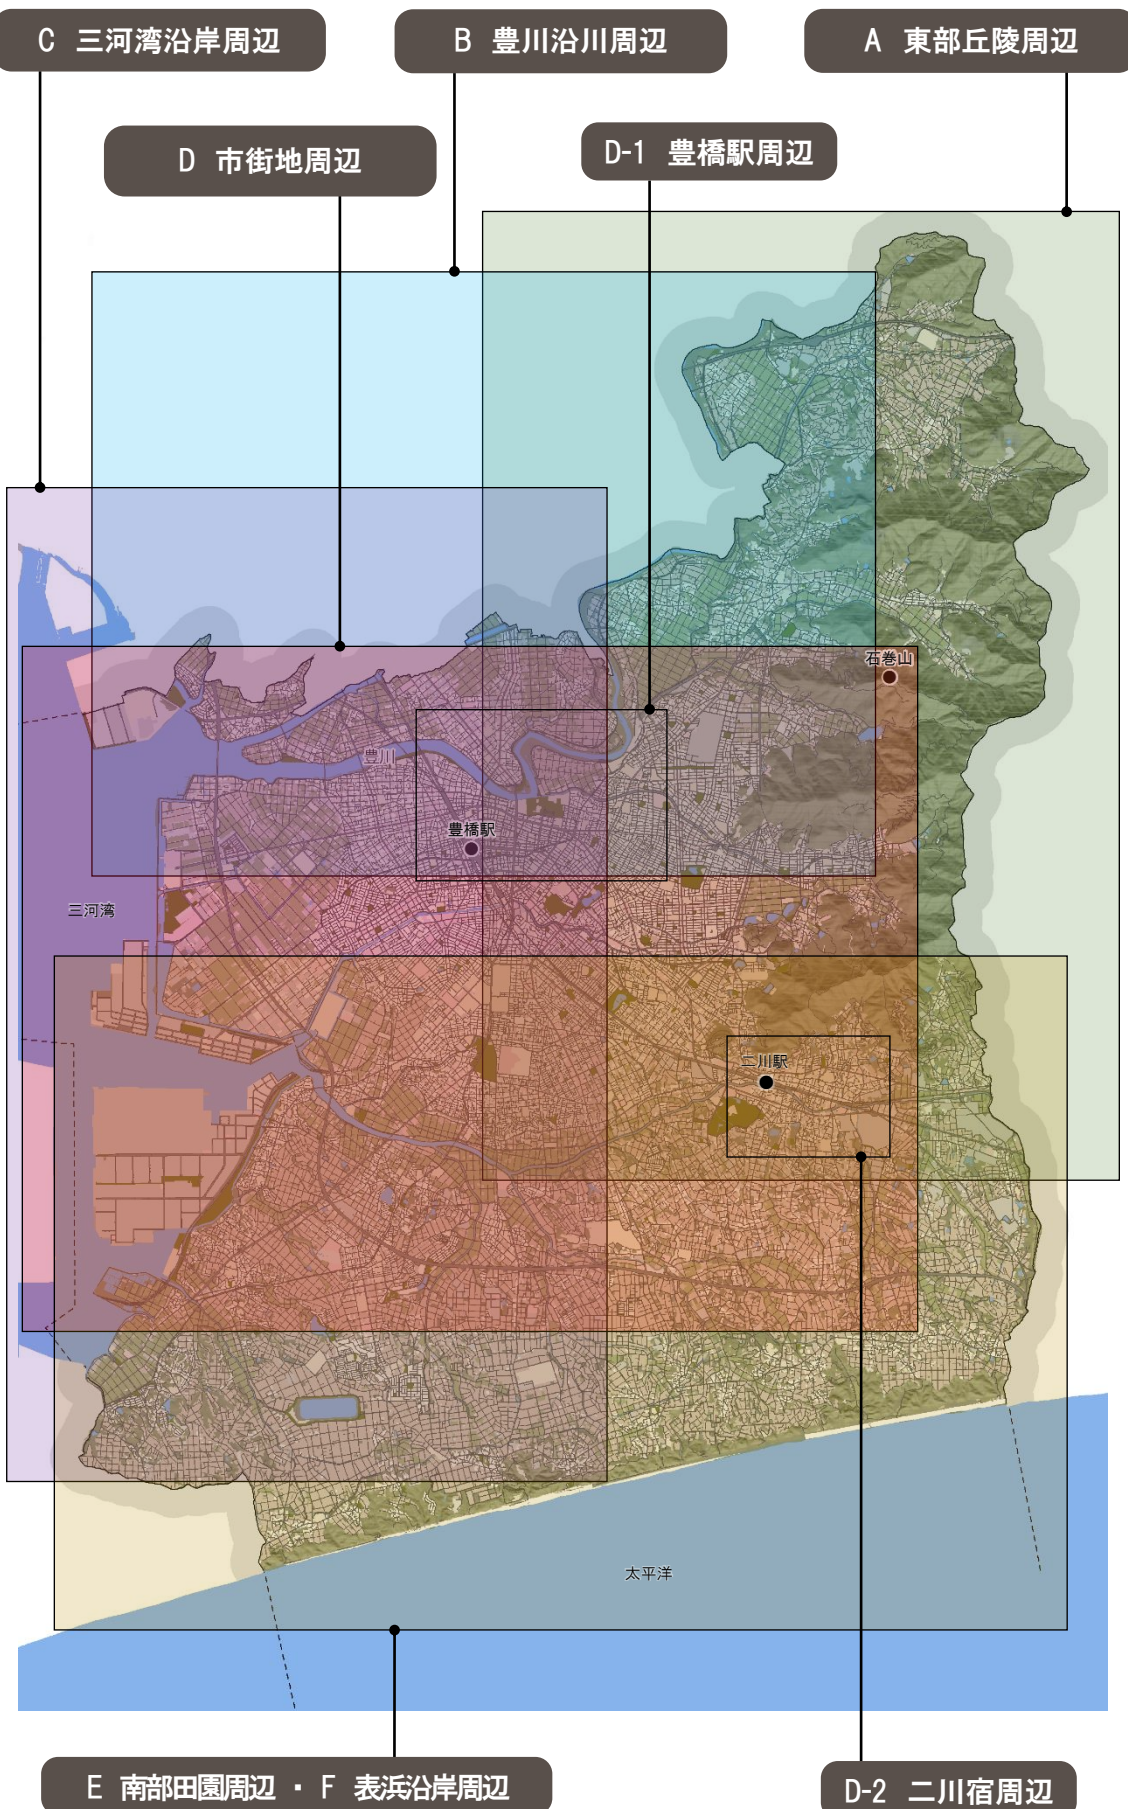 C 三河湾沿岸周辺
B 豊川沿川周辺
A 東部丘陵周辺
D 市街地周辺
D-1 豊橋駅周辺
石巻山
豊川
豊橋駅
三河湾
二川駅
太平洋
E 南部田園周辺 ・ F 表浜沿岸周辺
D-2 二川宿周辺